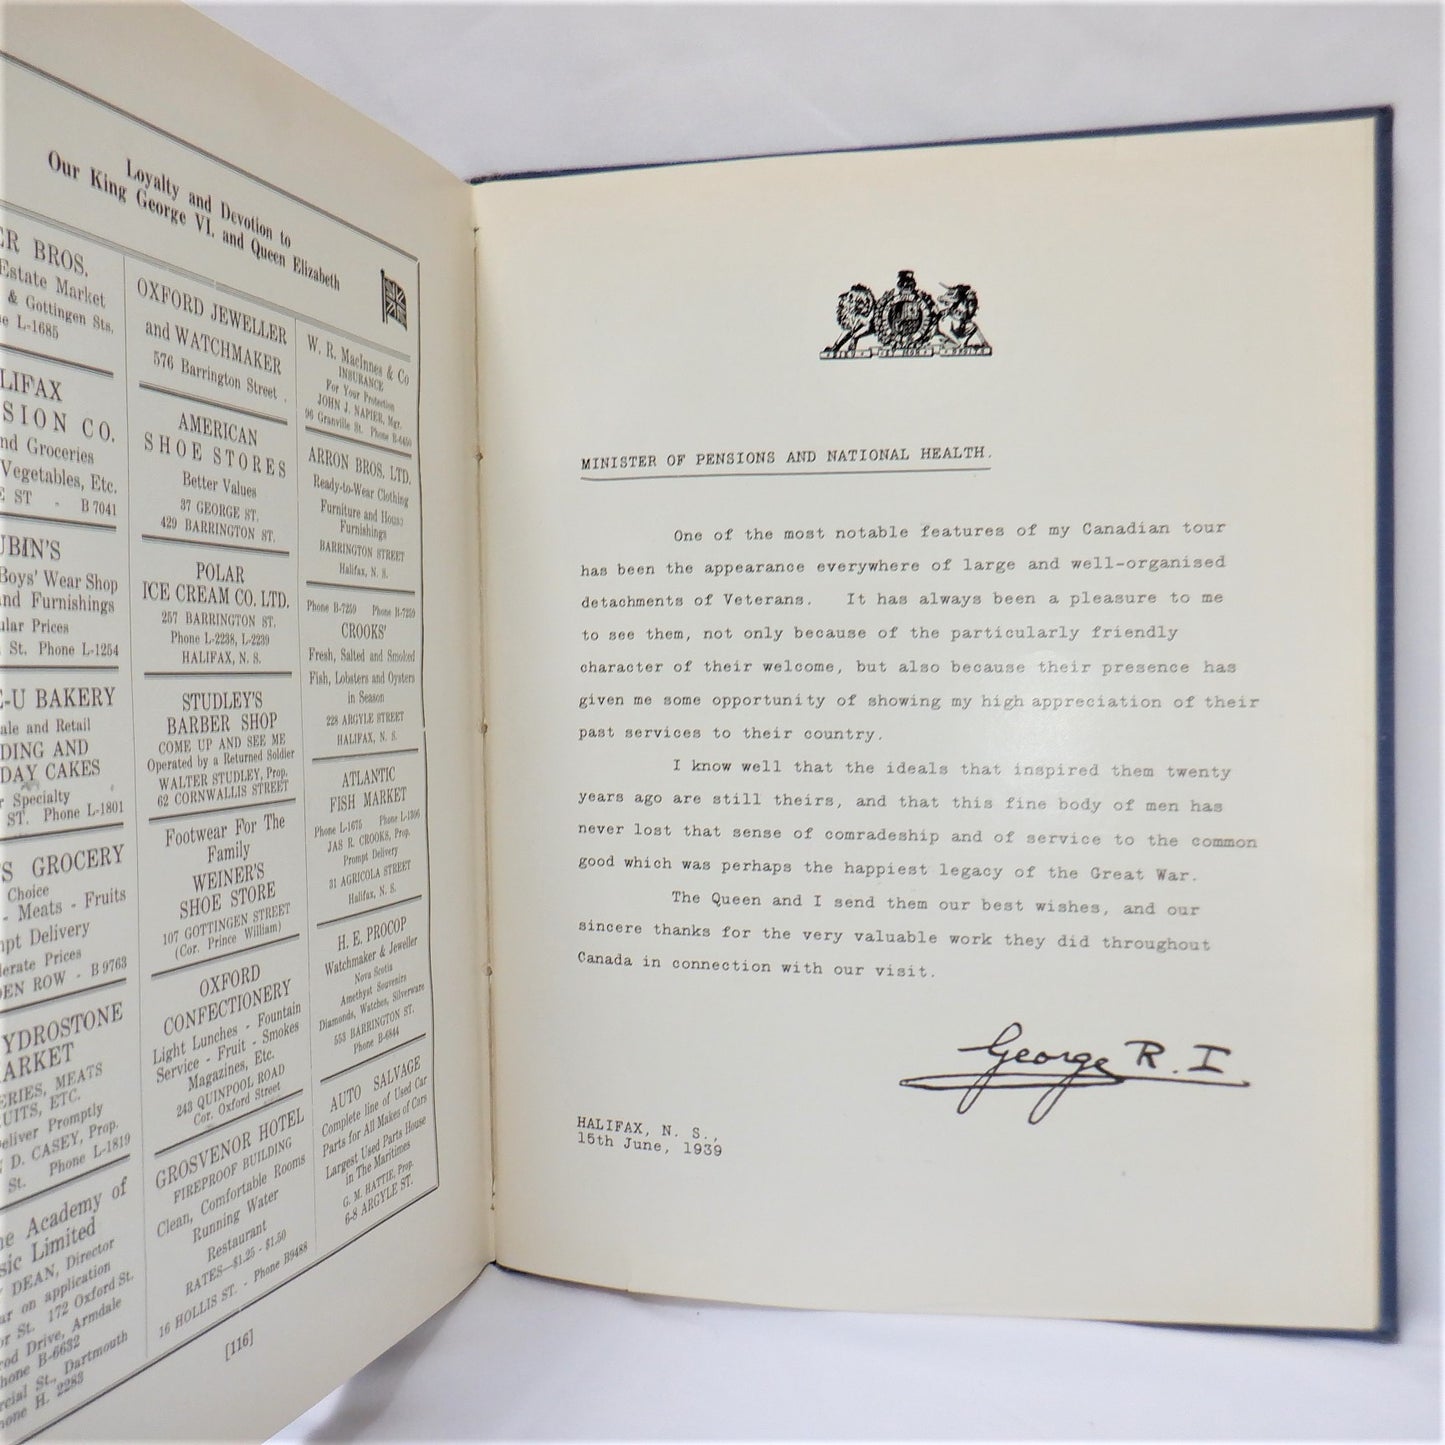 Loyalty and Devotion to
Our King George VI. and Queen Elizabeth
ER BROS.
Estate Market
& Gottingen Sts.
L-1685
LIFAX
SION CO.
nd Groceries
Vegetables, Etc.
E ST - B 7041
UBIN'S
Boys' Wear Shop
nd Furnishings
ular Prices
St. Phone L-1254
E-U BAKERY
ale and Retail
DING AND
DAY CAKES
r Specialty
ST. Phone L-1801
'S GROCERY
Choice
- Meats - Fruits
mpt Delivery
derate Prices
DEN ROW - B 9763
YDROSTONE
MARKET
ERIES, MEATS
RUITS, ETC.
Deliver Promptly
N D. CASEY, Prop.
St. Phone L-1819
he Academy of
sic Limited
DEAN, Director
ar on application
or St. 172 Oxford St.
rod Drive, Armdale
hone B-6632
rcial St., Dartmouth
none H. 2283
OXFORD JEWELLER
and WATCHMAKER
576 Barrington Street
AMERICAN
SHOE STORES
Better Values
37 GEORGE ST.
429 BARRINGTON ST.
POLAR
ICE CREAM CO. LTD.
257 BARRINGTON ST.
Phone L-2238, L-2239
HALIFAX, N. S.
STUDLEY'S
BARBER SHOP
COME UP AND SEE ME
Operated by a Returned Soldier
WALTER STUDLEY, Prop.
62 CORNWALLIS STREET
Footwear For The
Family
WEINER'S
SHOE STORE
107 GOTTINGEN STREET
(Cor. Prince William)
OXFORD
CONFECTIONERY
Light Lunches - Fountain
Service - Fruit - Smokes
Magazines, Etc.
243 QUINPOOL ROAD
Cor. Oxford Street
GROSVENOR HOTEL
FIREPROOF BUILDING
Clean, Comfortable Rooms
Running Water
Restaurant
RATES—$1.25 - $1.50
16 HOLLIS ST. - Phone B9488
W. R. MacInnes & Co
INSURANCE
For Your Protection
JOHN J. NAPIER, Mgr.
96 Granville St. Phone B-6450
ARRON BROS. LTD.
Ready-to-Wear Clothing
Furniture and House
Furnishings
BARRINGTON STREET
Halifax, N. S.
Phone B-7259 Phone B-7259
CROOKS'
Fresh, Salted and Smoked
Fish, Lobsters and Oysters
in Season
228 ARGYLE STREET
HALIFAX, N. S.
ATLANTIC
FISH MARKET
Phone L-1675 Phone L-1306
JAS R. CROOKS, Prop.
Prompt Delivery
31 AGRICOLA STREET
Halifax, N. S.
H. E. PROCOP
Watchmaker & Jeweller
Nova Scotia
Amethyst Souvenirs
Diamonds, Watches, Silverware
553 BARRINGTON ST.
Phone B-6844
AUTO SALVAGE
Complete line of Used Car
Parts for All Makes of Cars
Largest Used Parts House
in The Maritimes
G. M. HATTIE, Prop.
6-8 ARGYLE ST.
[116]
DIEU ET MON DROIT
MINISTER OF PENSIONS AND NATIONAL HEALTH.
One of the most notable features of my Canadian tour
has been the appearance everywhere of large and well-organised
detachments of Veterans. It has always been a pleasure to me
to see them, not only because of the particularly friendly
character of their welcome, but also because their presence has
given me some opportunity of showing my high appreciation of their
past services to their country.
I know well that the ideals that inspired them twenty
years ago are still theirs, and that this fine body of men has
never lost that sense of comradeship and of service to the common
good which was perhaps the happiest legacy of the Great War.
The Queen and I send them our best wishes, and our
sincere thanks for the very valuable work they did throughout
Canada in connection with our visit.
George R. I
HALIFAX, N. S.,
15th June, 1939